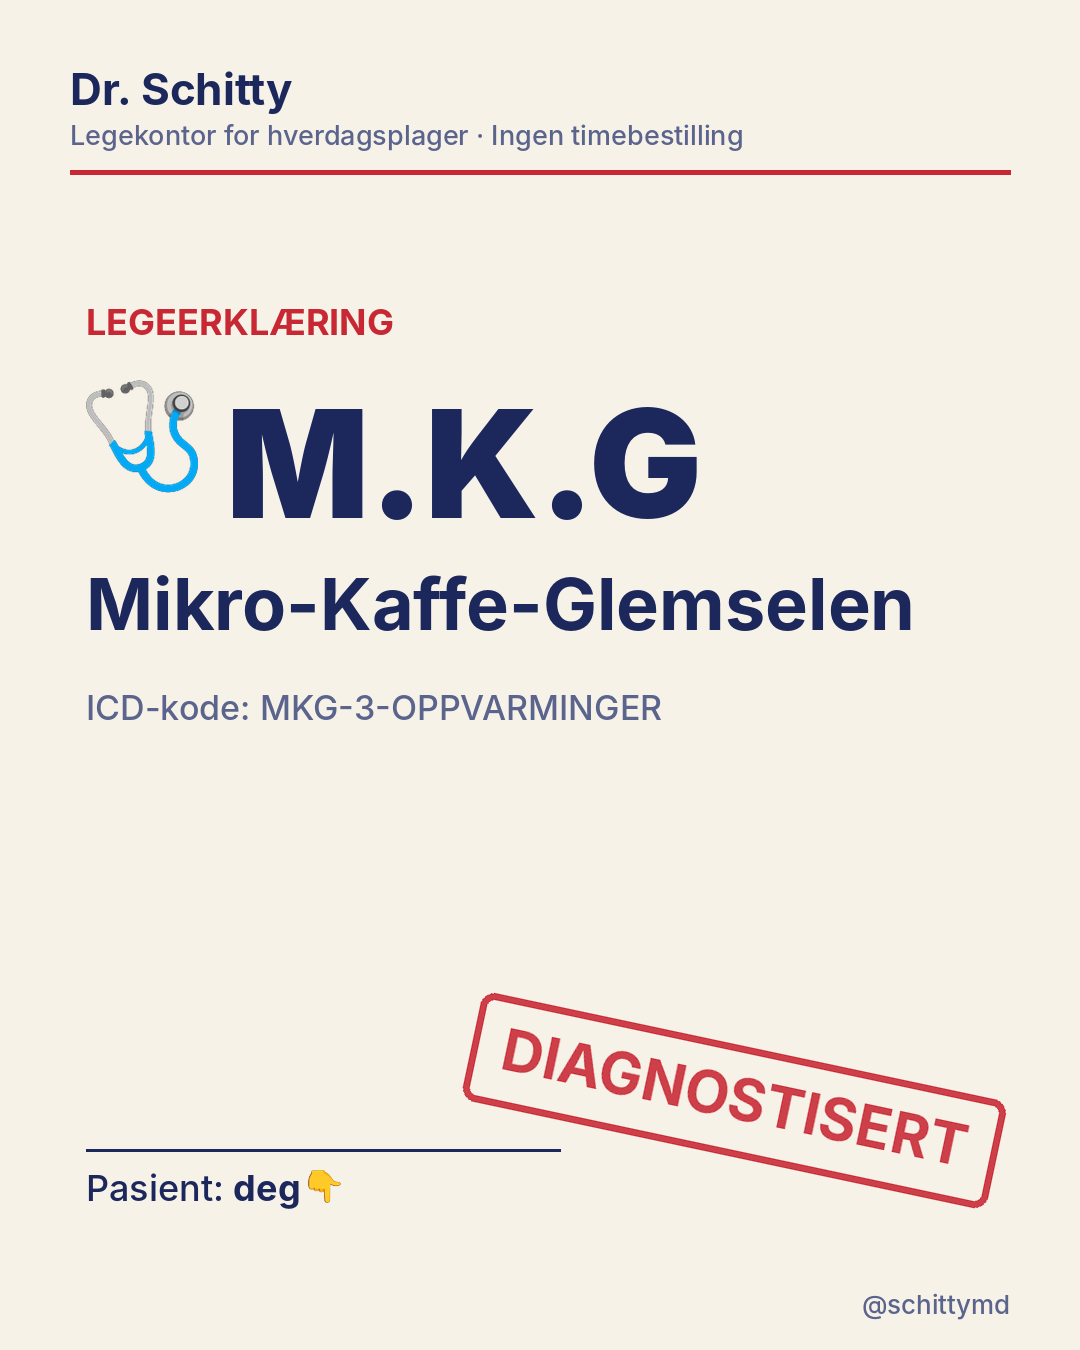 Dr. Schitty
Legekontor for hverdagsplager · Ingen timebestilling
LEGEERKLÆRING
M.K.G
Mikro-Kaffe-Glemselen
ICD-kode: MKG-3-OPPVARMINGER
DIAGNOSTISERT
Pasient: deg👇
@schittymd